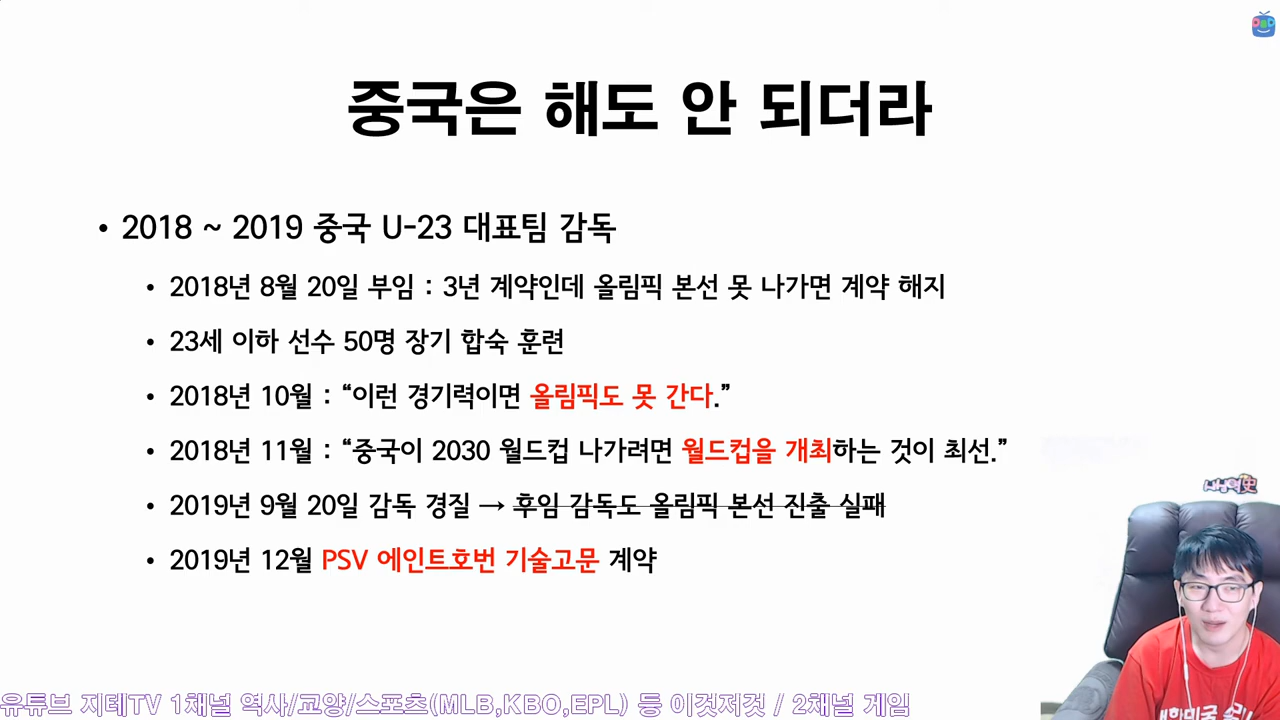 중국은 해도 안 되더라
• 2018 ~ 2019 중국 U-23 대표팀 감독
• 2018년 8월 20일 부임 : 3년 계약인데 올림픽 본선 못 나가면 계약 해지
• 23세 이하 선수 50명 장기 합숙 훈련
• 2018년 10월 : “이런 경기력이면 올림픽도 못 간다.”
• 2018년 11월 : “중국이 2030 월드컵 나가려면 월드컵을 개최하는 것이 최선.”
• 2019년 9월 20일 감독 경질 → 후임 감독도 올림픽 본선 진출 실패
• 2019년 12월 PSV 에인트호번 기술고문 계약
대한민국
유튜브 지테TV 1채널 역사/교양/스포츠(MLB,KBO,EPL) 등 이것저것 / 2채널 게임